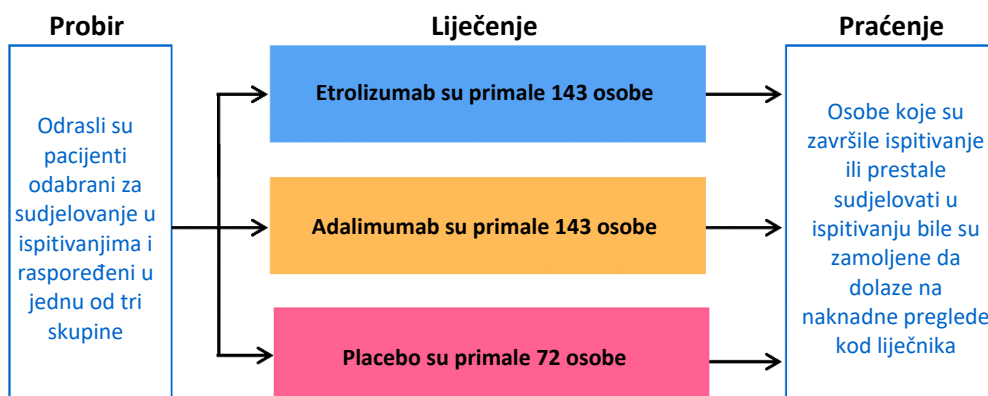 Probir
Liječenje
Praćenje
Odrasli su
pacijenti
odabrani za
sudjelovanje u
ispitivanjima i
raspoređeni u
jednu od tri
skupine
Etrolizumab su primale 143 osobe
Adalimumab su primale 143 osobe
Placebo su primale 72 osobe
Osobe koje su
završile ispitivanje
ili prestale
sudjelovati u
ispitivanju bile su
zamoljene da
dolaze na
naknadne preglede
kod liječnika